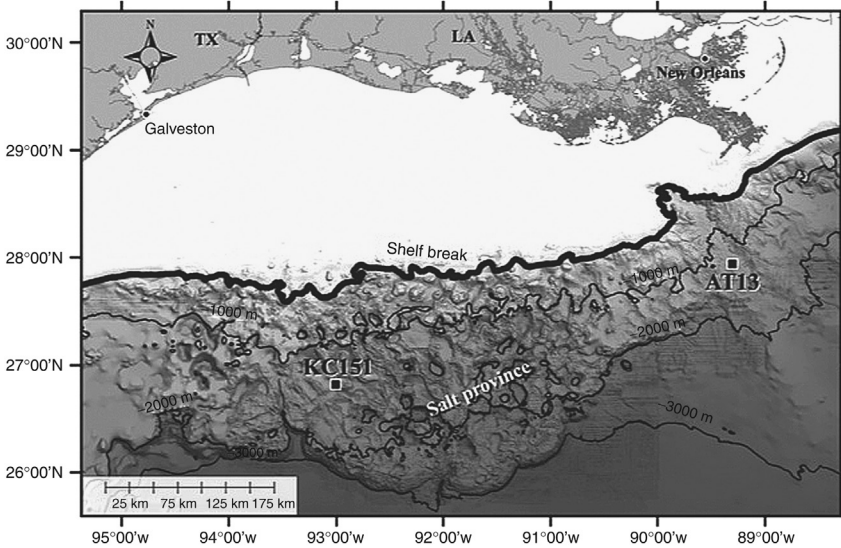 30°00'N
29°00'N
28°00'N
27°00'N
26°00'N
N
TX
LA
New Orleans
Galveston
Shelf break
1000 m
AT13
1000 m
2000 m
KC151
Salt province
2000 m
3000 m
3000 m
25 km 75 km 125 km 175 km
95°00'w 94°00'w 93°00'w 92°00'w 91°00'w 90°00'w 89°00'w